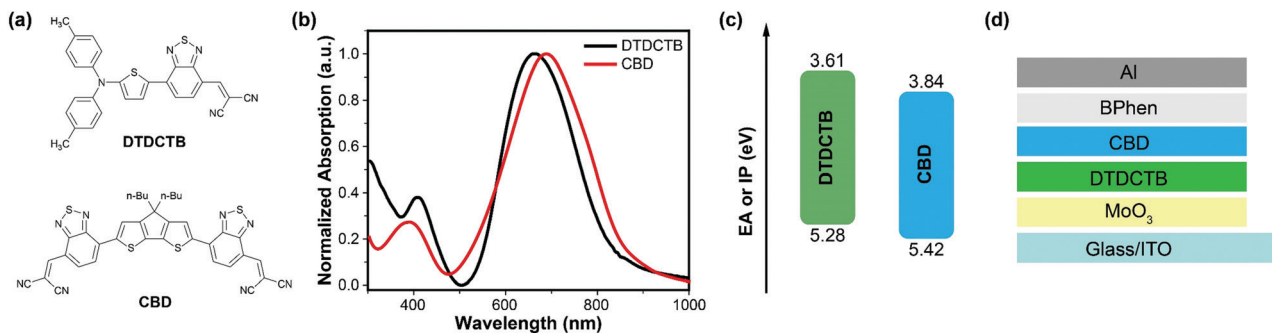 (a)
H₃C
N
S
N S N
CN
NC
H₃C
DTDCTB
n-Bu n-Bu
N S N
N S N
S S
NC CN
NC CN
CBD
(b)
Normalized Absorption (a.u.)
1.0
0.8
0.6
0.4
0.2
0.0
400 600 800 1000
Wavelength (nm)
DTDCTB
CBD
(c)
EA or IP (eV)
3.61
DTDCTB
5.28
3.84
CBD
5.42
(d)
Al
BPhen
CBD
DTDCTB
MoO₃
Glass/ITO